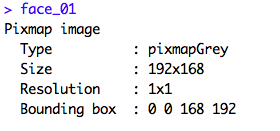 > face_01
Pixmap image
Type : pixmapGrey
Size : 192x168
Resolution : 1x1
Bounding box : 0 0 168 192